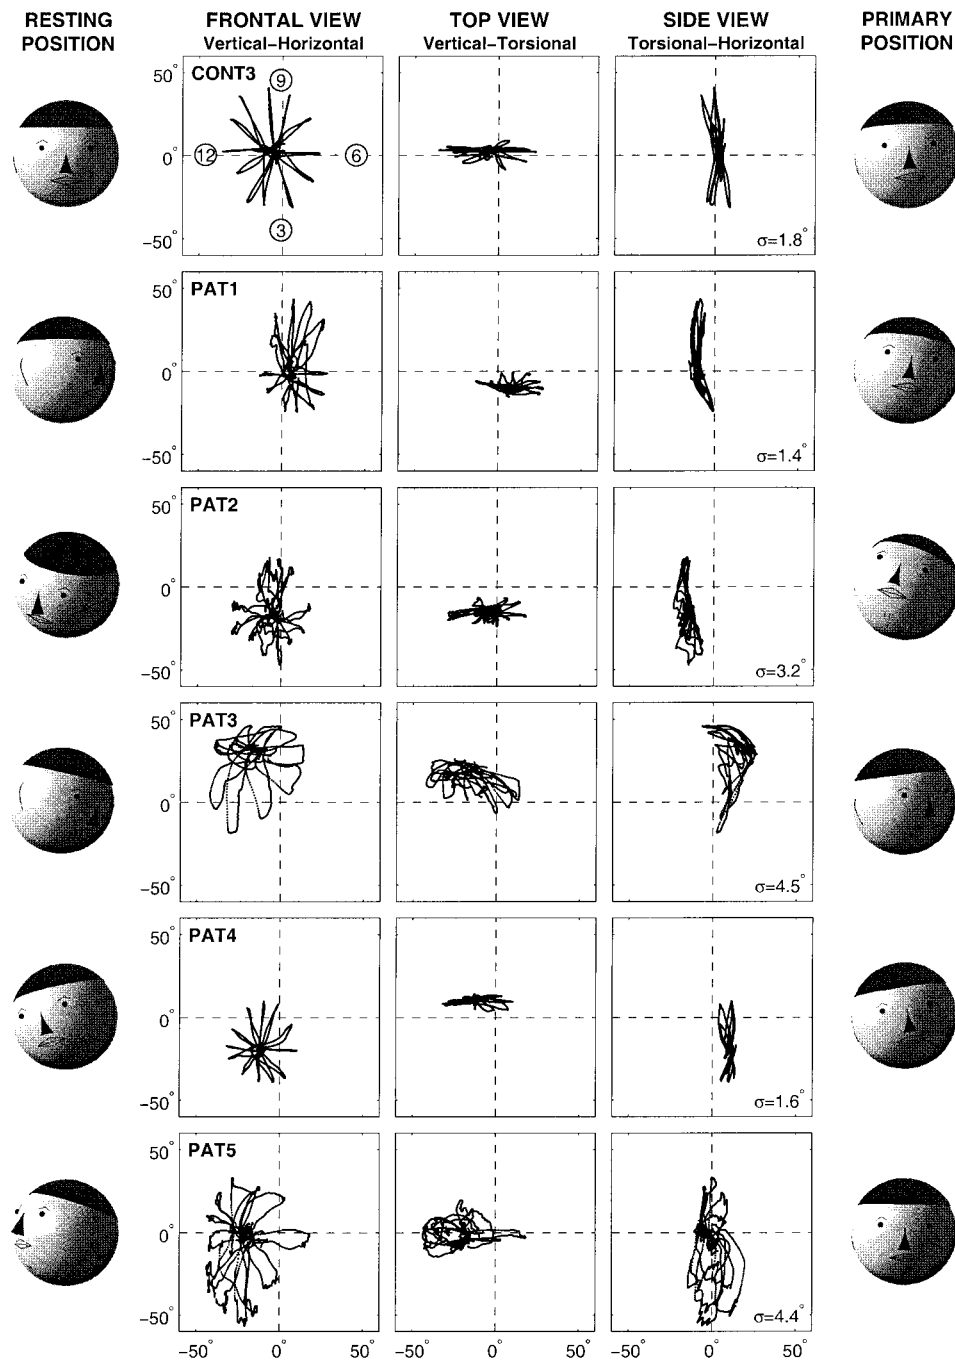 RESTING POSITION
FRONTAL VIEW
Vertical–Horizontal
TOP VIEW
Vertical–Torsional
SIDE VIEW
Torsional–Horizontal
PRIMARY POSITION
CONT3
50°
0°
−50°
9
12
6
3
σ=1.8°
PAT1
50°
0°
−50°
σ=1.4°
PAT2
50°
0°
−50°
σ=3.2°
PAT3
50°
0°
−50°
σ=4.5°
PAT4
50°
0°
−50°
σ=1.6°
PAT5
50°
0°
−50°
σ=4.4°
−50° 0° 50° −50° 0° 50° −50° 0° 50°